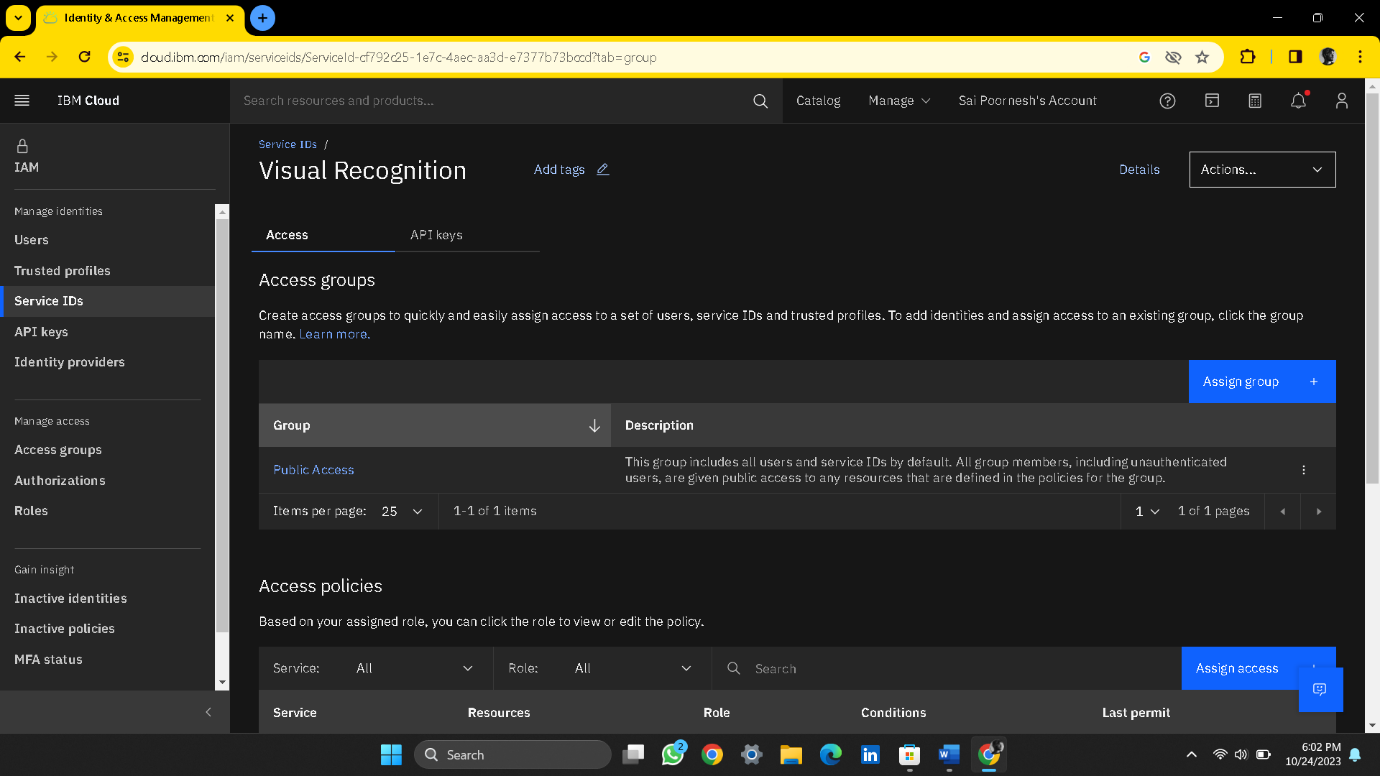 Identity & Access Management
cloud.ibm.com/iam/serviceids/ServiceId-cf792c25-1e7c-4aec-aa3d-e7377b73bccd?tab=group
IBM Cloud
Search resources and products...
Catalog
Manage
Sai Poornesh's Account
IAM
Manage identities
Users
Trusted profiles
Service IDs
API keys
Identity providers
Manage access
Access groups
Authorizations
Roles
Gain insight
Inactive identities
Inactive policies
MFA status
Service IDs /
Visual Recognition
Add tags
Details
Actions...
Access
API keys
Access groups
Create access groups to quickly and easily assign access to a set of users, service IDs and trusted profiles. To add identities and assign access to an existing group, click the group
name. Learn more.
Assign group +
Group
Description
Public Access
This group includes all users and service IDs by default. All group members, including unauthenticated
users, are given public access to any resources that are defined in the policies for the group.
Items per page: 25
1-1 of 1 items
1
1 of 1 pages
Access policies
Based on your assigned role, you can click the role to view or edit the policy.
Service: All
Role: All
Search
Assign access
Service
Resources
Role
Conditions
Last permit
Search
2
6:02 PM
10/24/2023